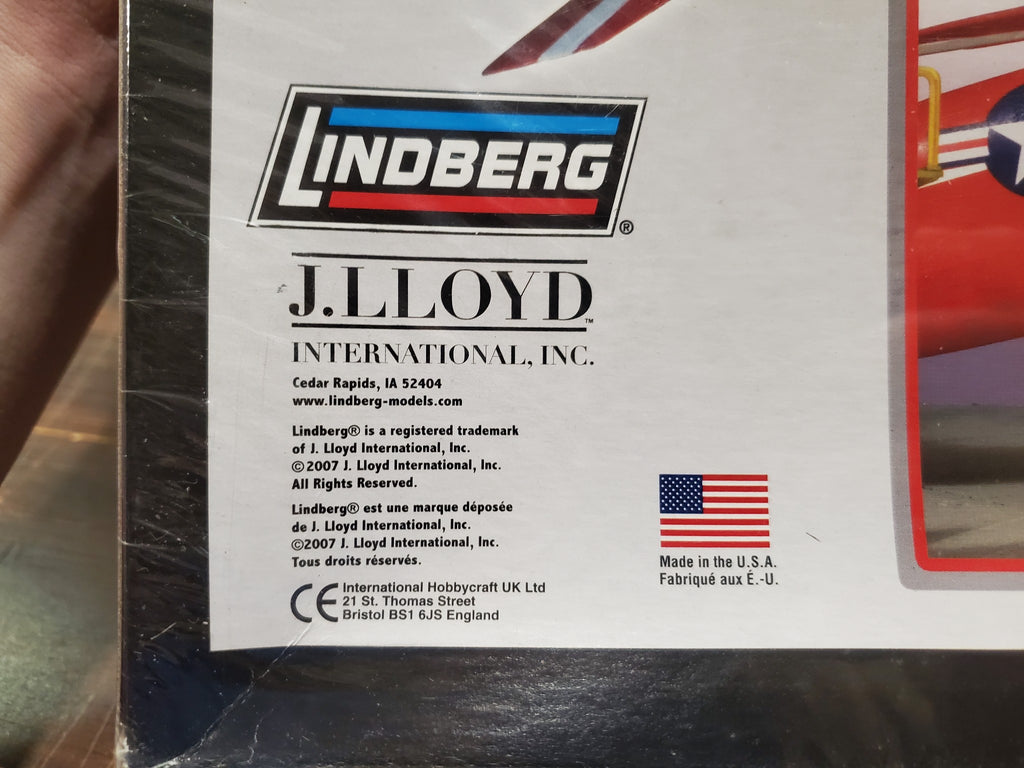 LINDBERG®
J.LLOYD™
INTERNATIONAL, INC.
Cedar Rapids, IA 52404
www.lindberg-models.com
Lindberg® is a registered trademark
of J. Lloyd International, Inc.
©2007 J. Lloyd International, Inc.
All Rights Reserved.
Lindberg® est une marque déposée
de J. Lloyd International, Inc.
©2007 J. Lloyd International, Inc.
Tous droits réservés.
CE International Hobbycraft UK Ltd
21 St. Thomas Street
Bristol BS1 6JS England
Made in the U.S.A.
Fabriqué aux É.-U.